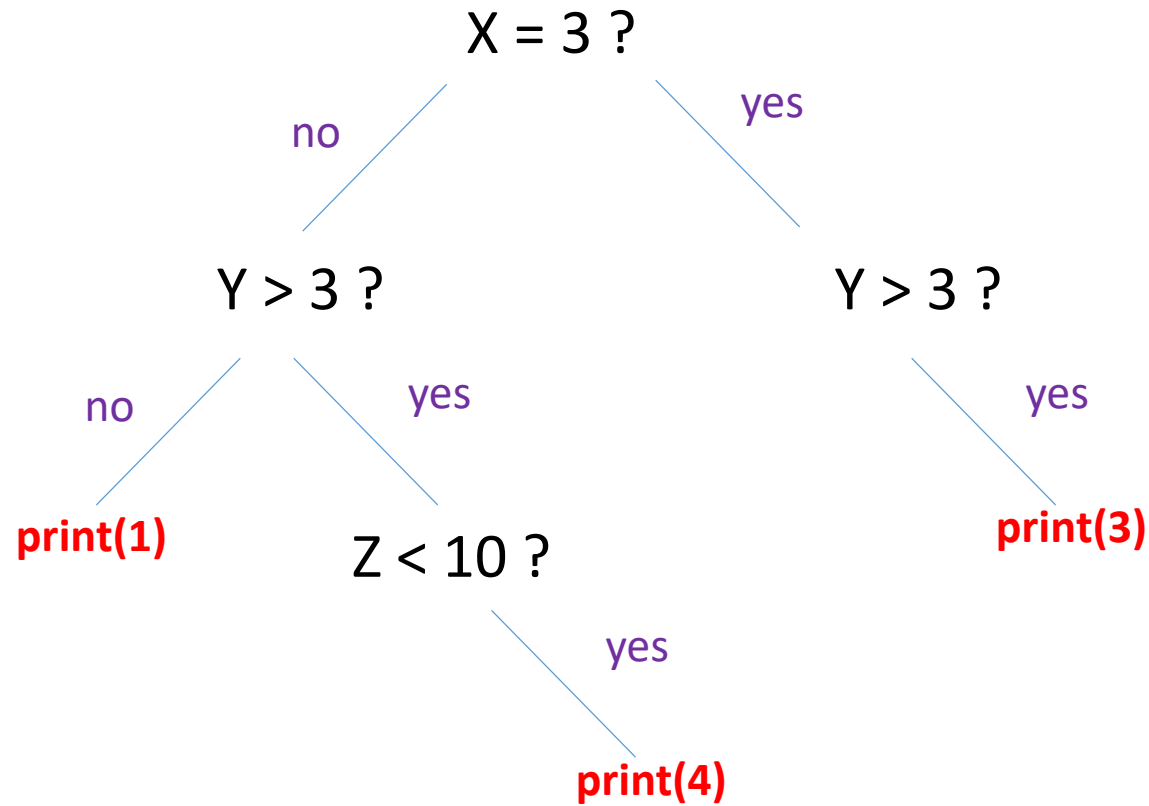 X = 3 ?
no
yes
Y > 3 ?
Y > 3 ?
no
yes
yes
print(1)
Z < 10 ?
print(3)
yes
print(4)